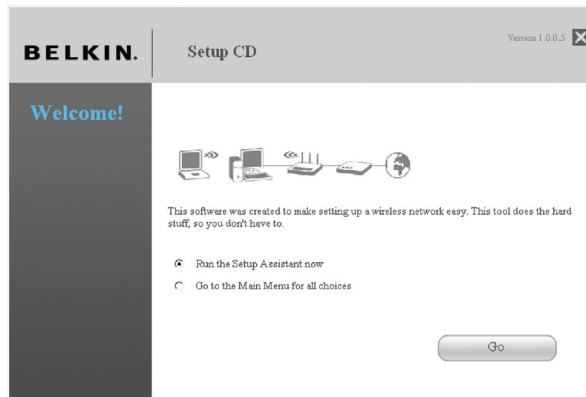 BELKIN.
Setup CD
Version 1.0.0.5
Welcome!
This software was created to make setting up a wireless network easy. This tool does the hard
stuff, so you don't have to.
Run the Setup Assistant now
Go to the Main Menu for all choices
Go